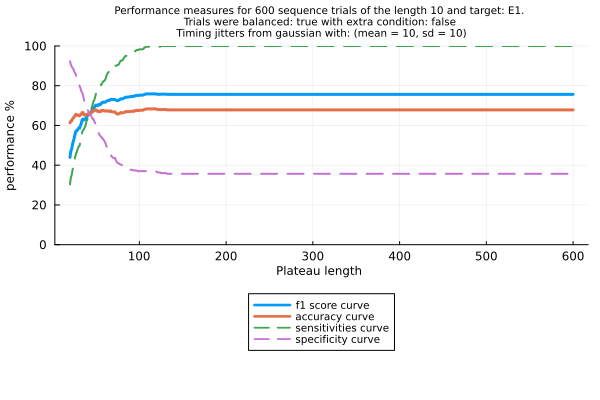 Performance measures for 600 sequence trials of the length 10 and target: E1.
Trials were balanced: true with extra condition: false
Timing jitters from gaussian with: (mean = 10, sd = 10)
100
80
60
40
20
0
performance %
100 200 300 400 500 600
Plateau length
f1 score curve
accuracy curve
sensitivities curve
specificity curve